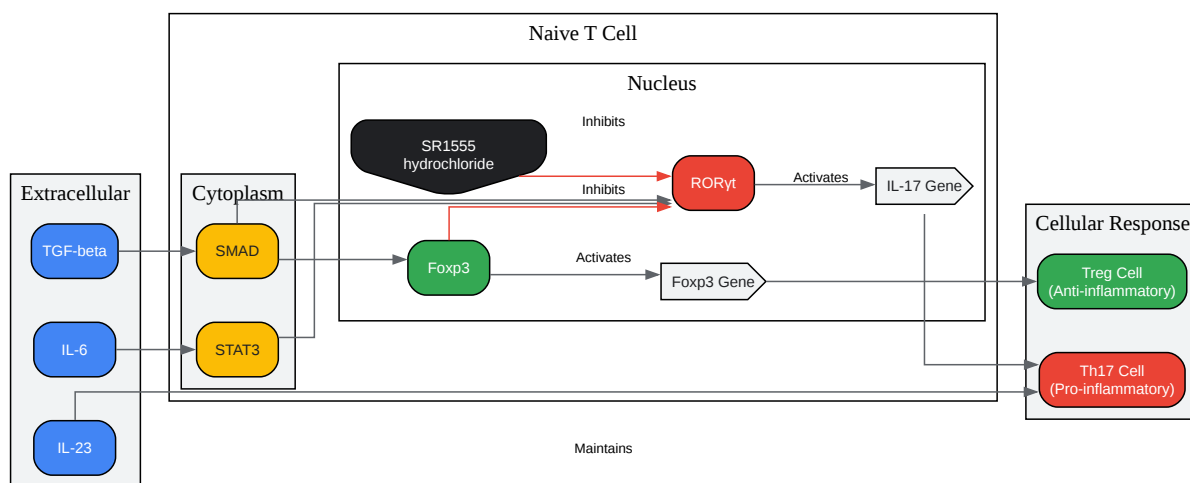 Naive T Cell
Nucleus
Inhibits
SR1555
hydrochloride
RORγt
Activates
IL-17 Gene
Extracellular
Cytoplasm
Inhibits
Cellular Response
TGF-beta
SMAD
Foxp3
Activates
Foxp3 Gene
Treg Cell
(Anti-inflammatory)
IL-6
STAT3
Th17 Cell
(Pro-inflammatory)
IL-23
Maintains